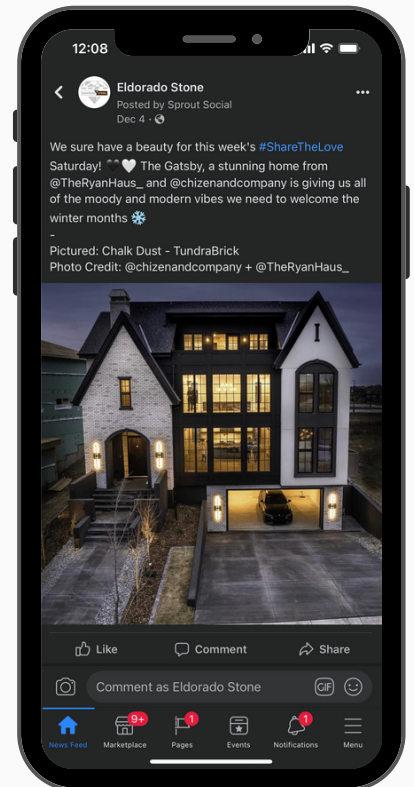 12:08
Eldorado Stone
Posted by Sprout Social
Dec 4 ·
We sure have a beauty for this week's #ShareTheLove
Saturday! 🖤🤍 The Gatsby, a stunning home from
@TheRyanHaus_ and @chizenandcompany is giving us all
of the moody and modern vibes we need to welcome the
winter months ❄️
-
Pictured: Chalk Dust - TundraBrick
Photo Credit: @chizenandcompany + @TheRyanHaus_
Like Comment Share
Comment as Eldorado Stone GIF
9+ 1 1
News Feed Marketplace Pages Events Notifications Menu